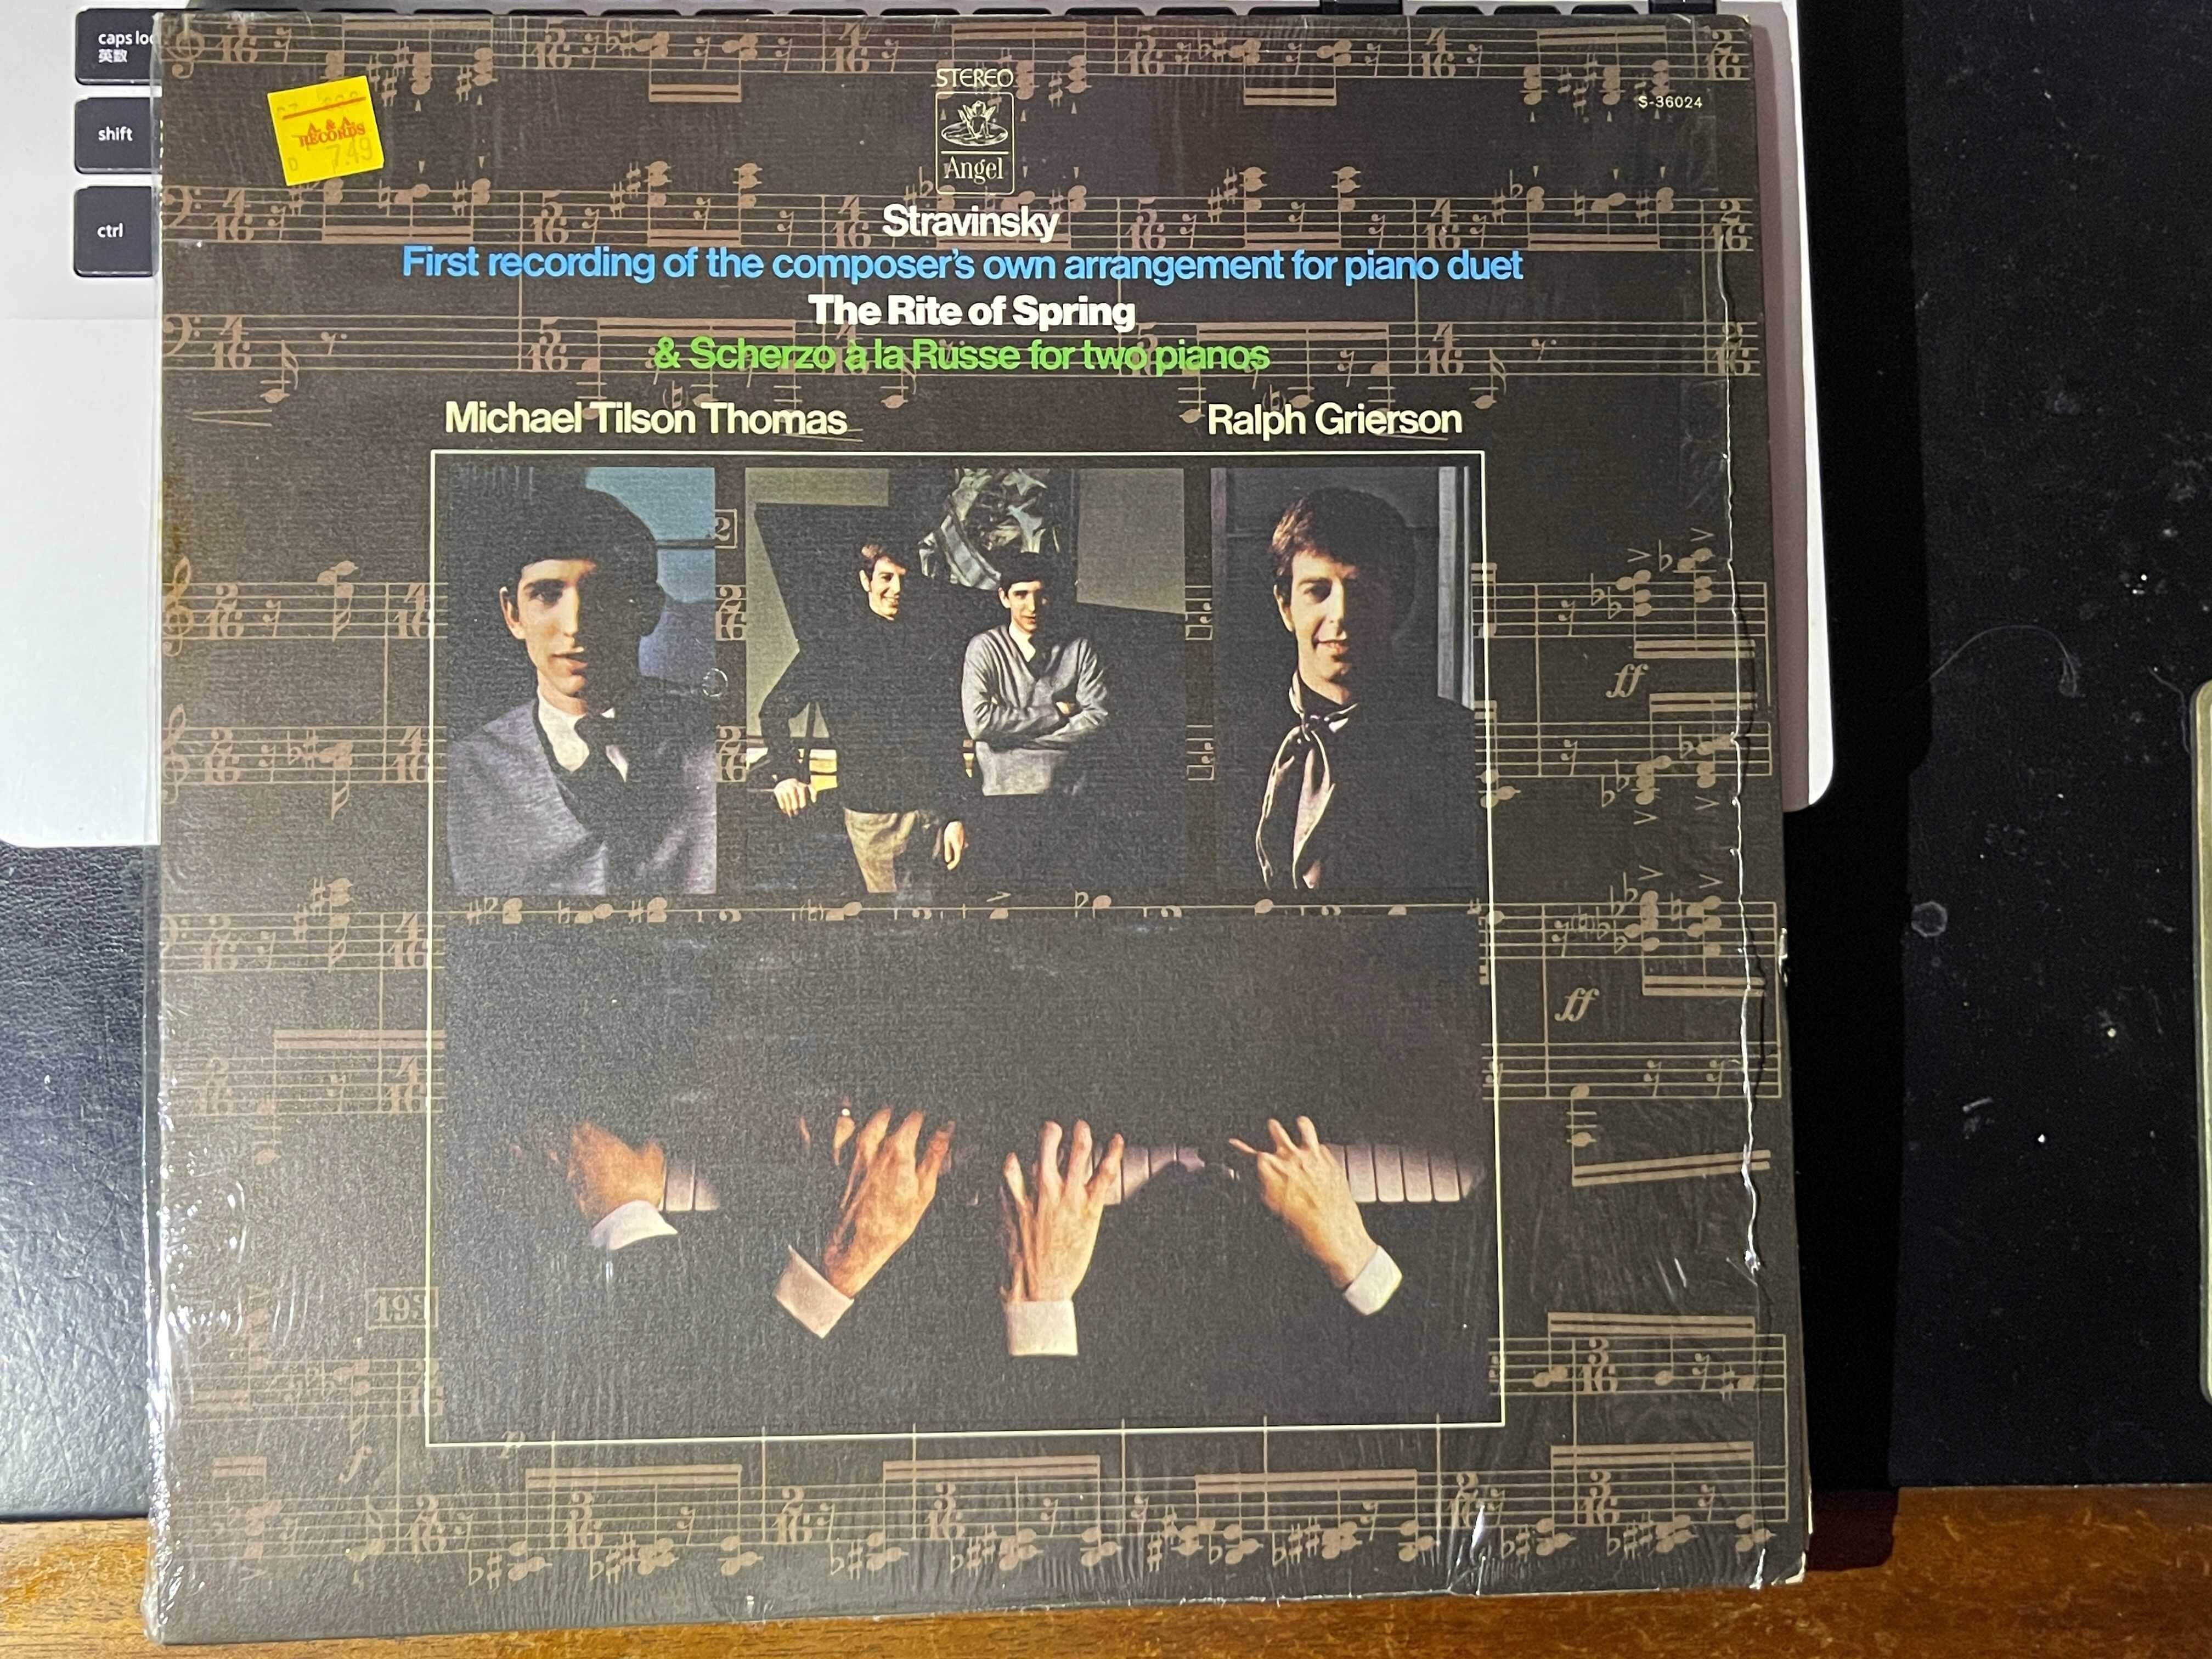 caps loc
英数
shift
ctrl
STEREO
Angel
S-36024
A & A
RECORDS
7.49
Stravinsky
First recording of the composer's own arrangement for piano duet
The Rite of Spring
& Scherzo à la Russe for two pianos
Michael Tilson Thomas
Ralph Grierson